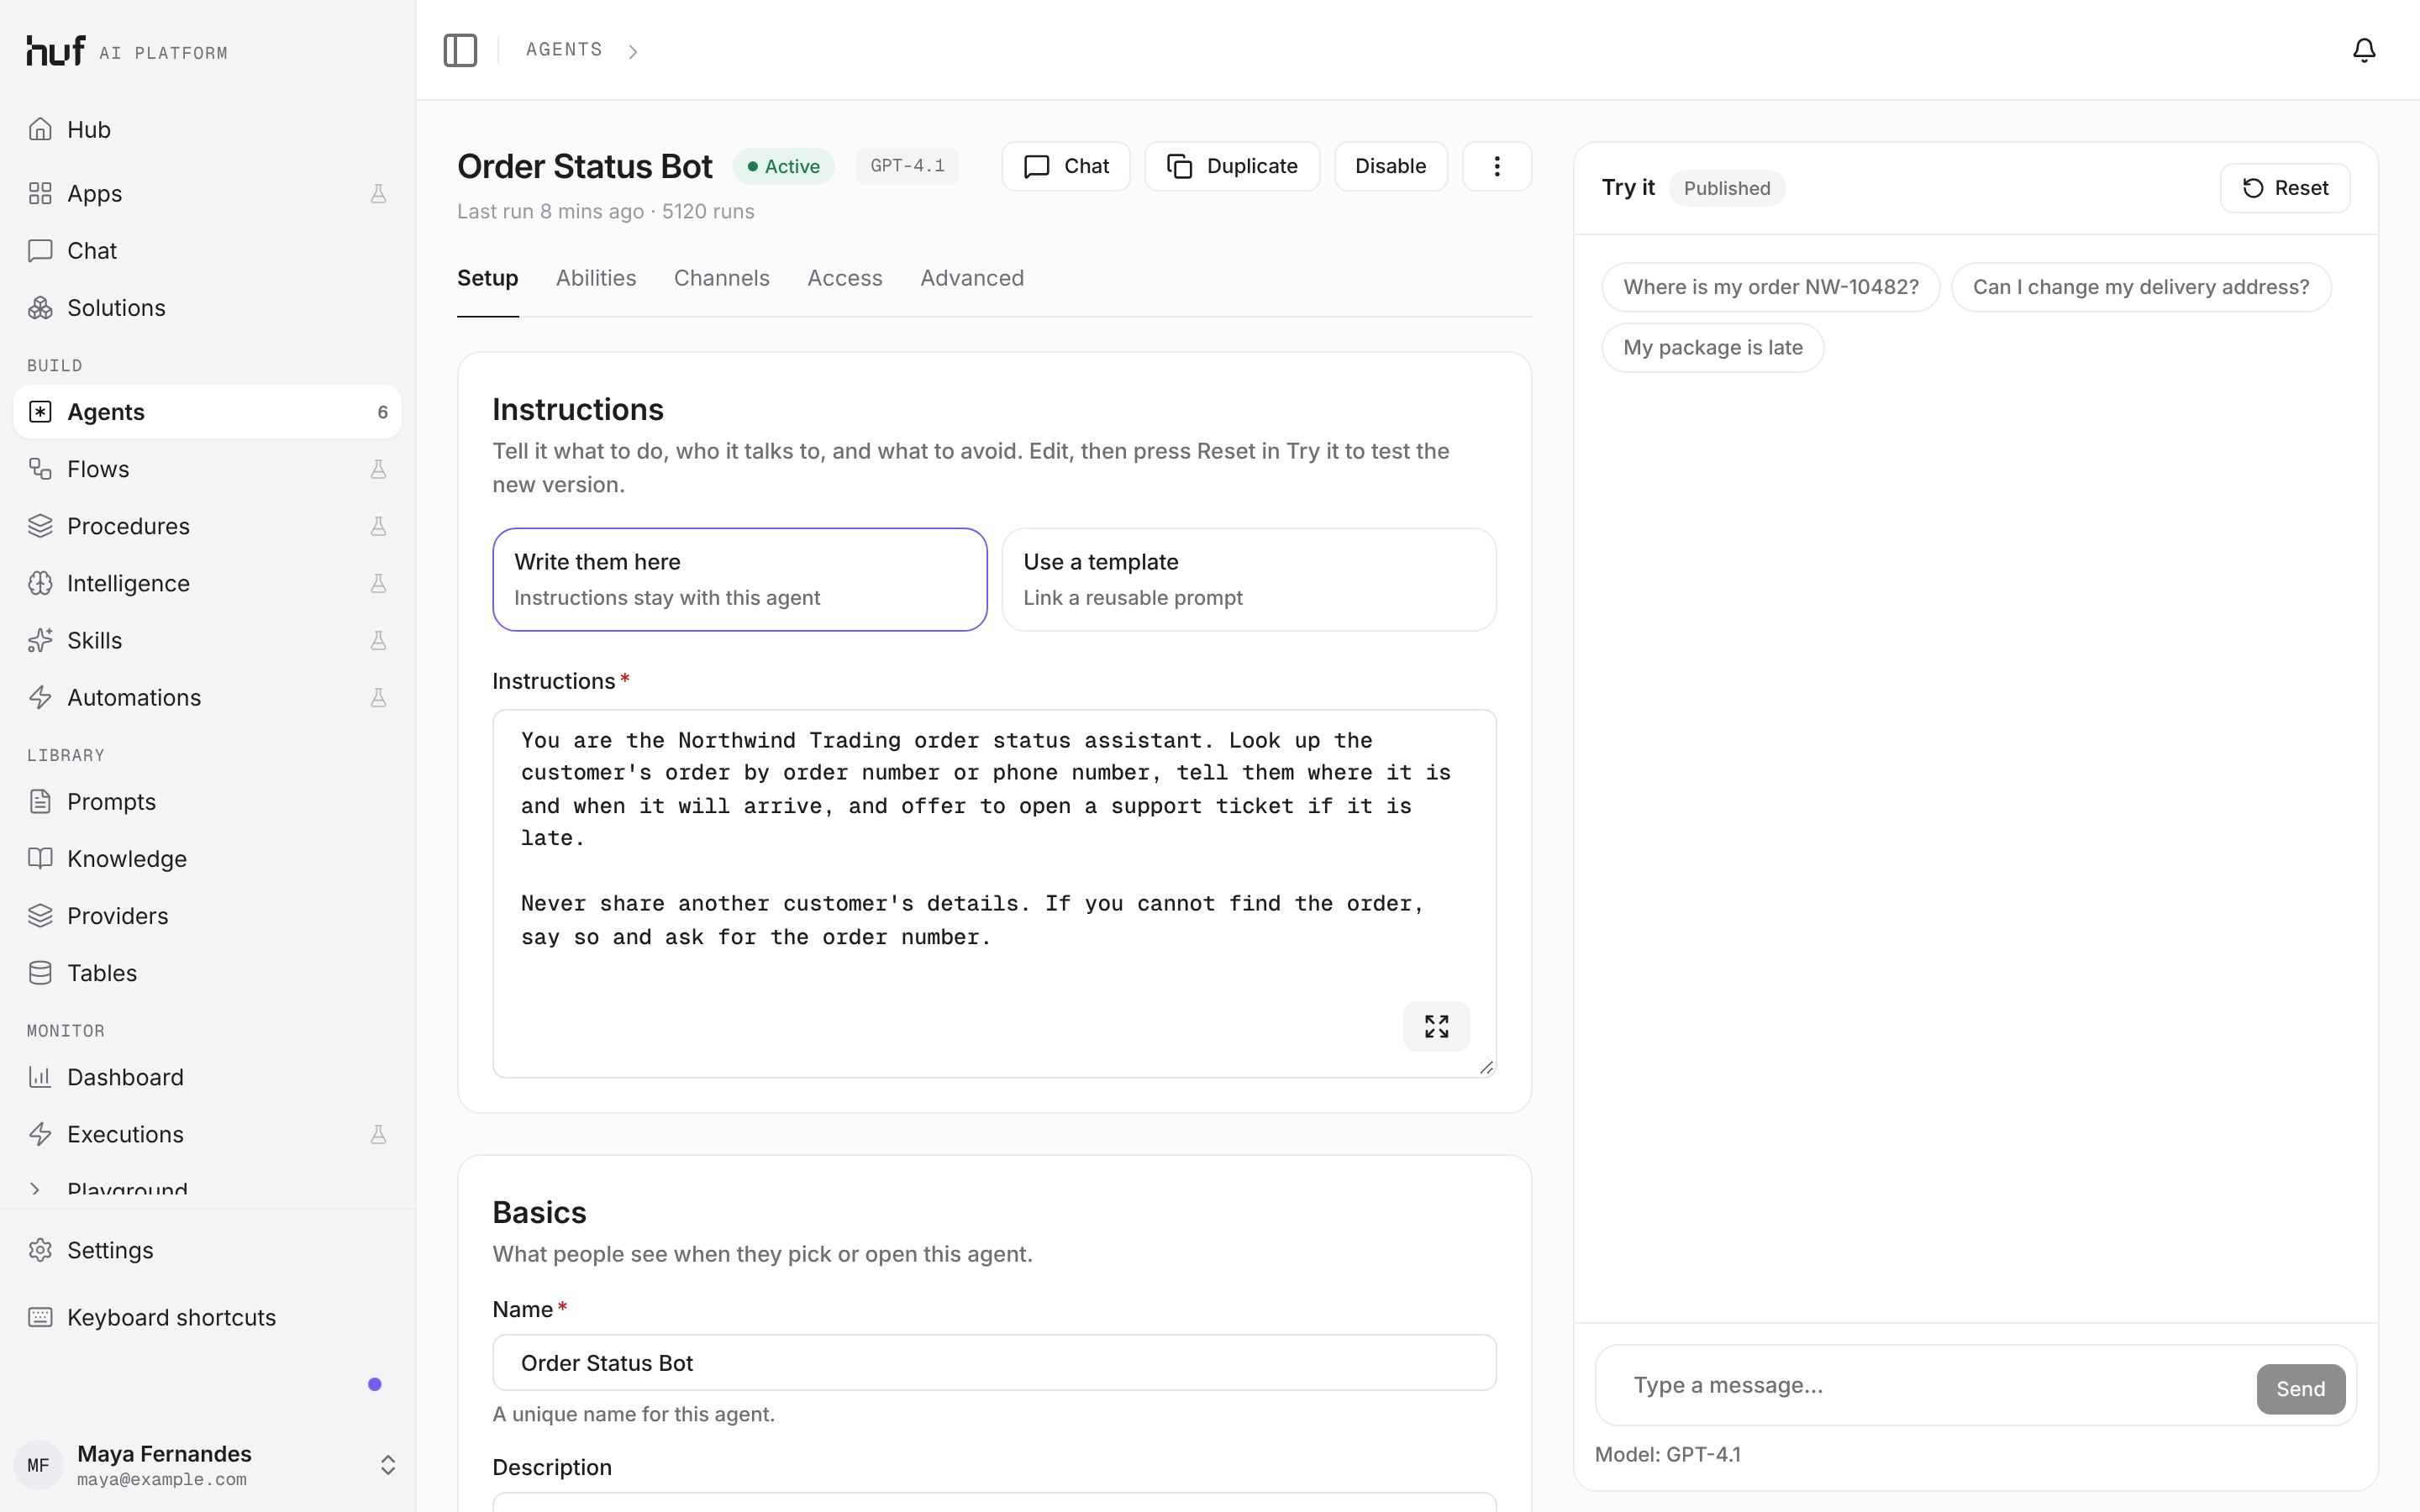 huf AI PLATFORM
Hub
Apps
Chat
Solutions
BUILD
Agents 6
Flows
Procedures
Intelligence
Skills
Automations
LIBRARY
Prompts
Knowledge
Providers
Tables
MONITOR
Dashboard
Executions
Playground
Settings
Keyboard shortcuts
MF
Maya Fernandes
maya@example.com
AGENTS
Order Status Bot
Active
GPT-4.1
Chat
Duplicate
Disable
Last run 8 mins ago · 5120 runs
Setup
Abilities
Channels
Access
Advanced
Instructions
Tell it what to do, who it talks to, and what to avoid. Edit, then press Reset in Try it to test the
new version.
Write them here
Instructions stay with this agent
Use a template
Link a reusable prompt
Instructions *
You are the Northwind Trading order status assistant. Look up the
customer's order by order number or phone number, tell them where it is
and when it will arrive, and offer to open a support ticket if it is
late.
Never share another customer's details. If you cannot find the order,
say so and ask for the order number.
Basics
What people see when they pick or open this agent.
Name *
Order Status Bot
A unique name for this agent.
Description
Try it
Published
Reset
Where is my order NW-10482?
Can I change my delivery address?
My package is late
Type a message...
Send
Model: GPT-4.1